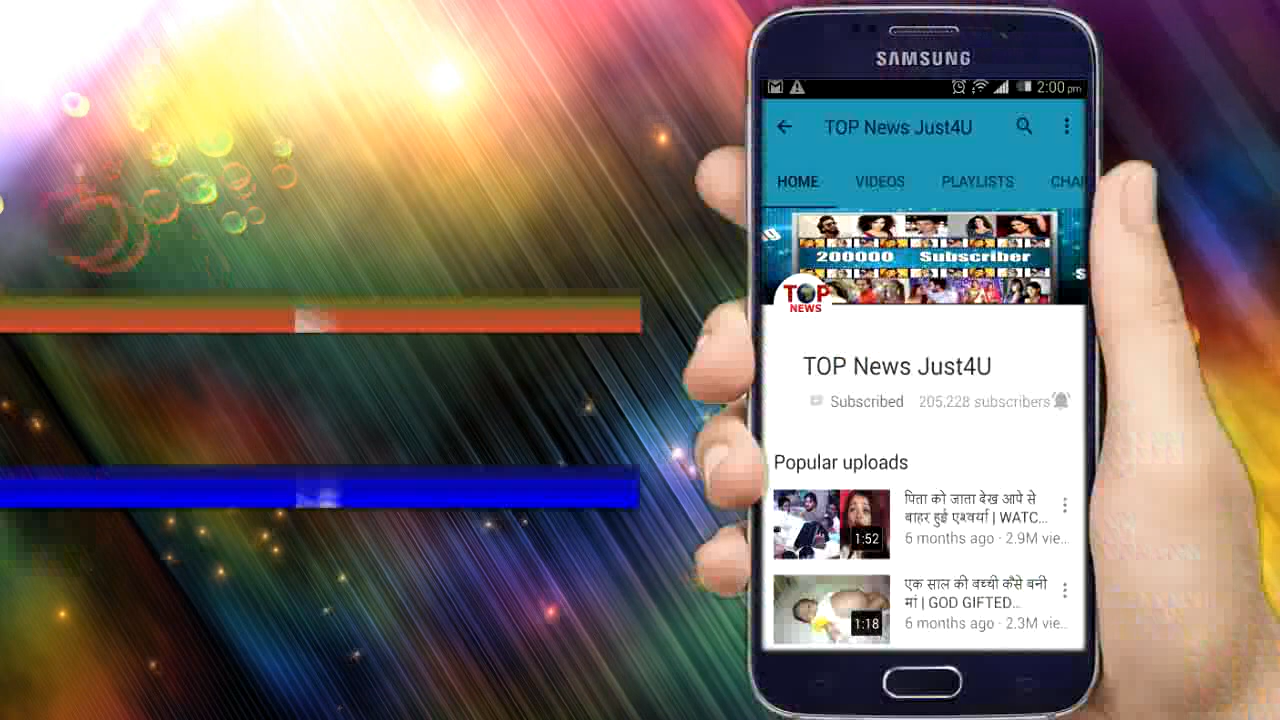 SAMSUNG
2:00 pm
TOP News Just4U
HOME VIDEOS PLAYLISTS CHA
200000 Subscriber
TOP
NEWS
TOP News Just4U
Subscribed 205,228 subscribers
Popular uploads
पिता को जाता देख आपे से
बाहर हुई एश्वर्या | WATC...
6 months ago · 2.9M vie...
1:52
एक साल की बच्ची कैसे बनी
मां | GOD GIFTED...
6 months ago · 2.3M vie...
1:18